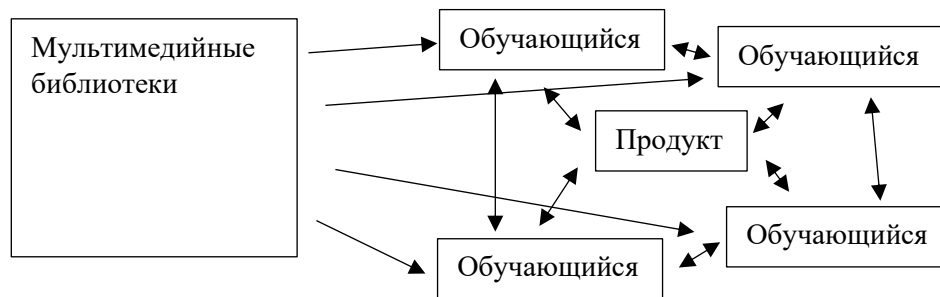 Мультимедийные
библиотеки
Обучающийся
Обучающийся
Продукт
Обучающийся
Обучающийся